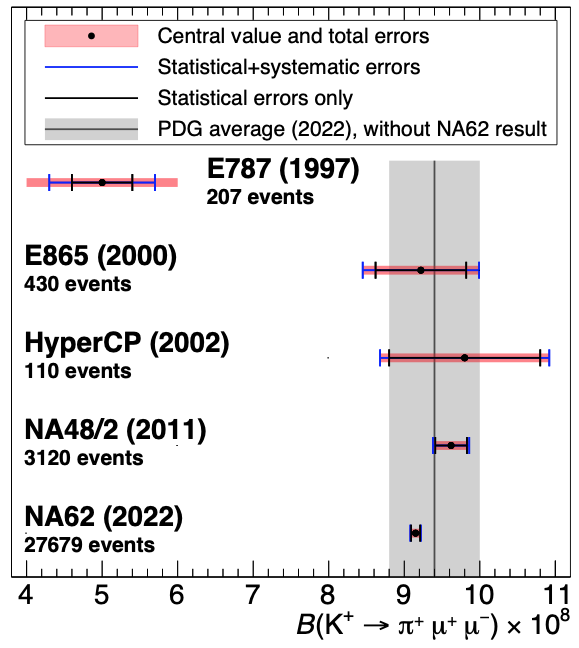 Central value and total errors
Statistical+systematic errors
Statistical errors only
PDG average (2022), without NA62 result
E787 (1997)
207 events
E865 (2000)
430 events
HyperCP (2002)
110 events
NA48/2 (2011)
3120 events
NA62 (2022)
27679 events
4 5 6 7 8 9 10 11
B(K⁺ → π⁺ μ⁺ μ⁻) × 10⁸